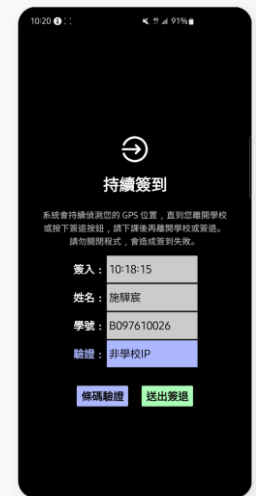 10:20
91%
持續簽到
系統會持續偵測您的 GPS 位置，直到您離開學校
或按下簽退按鈕，請下課後再離開學校或簽退。
請勿關閉程式，會造成簽到失敗。
簽入： 10:18:15
姓名： 施驊宸
學號： B097610026
驗證： 非學校IP
條碼驗證 送出簽退